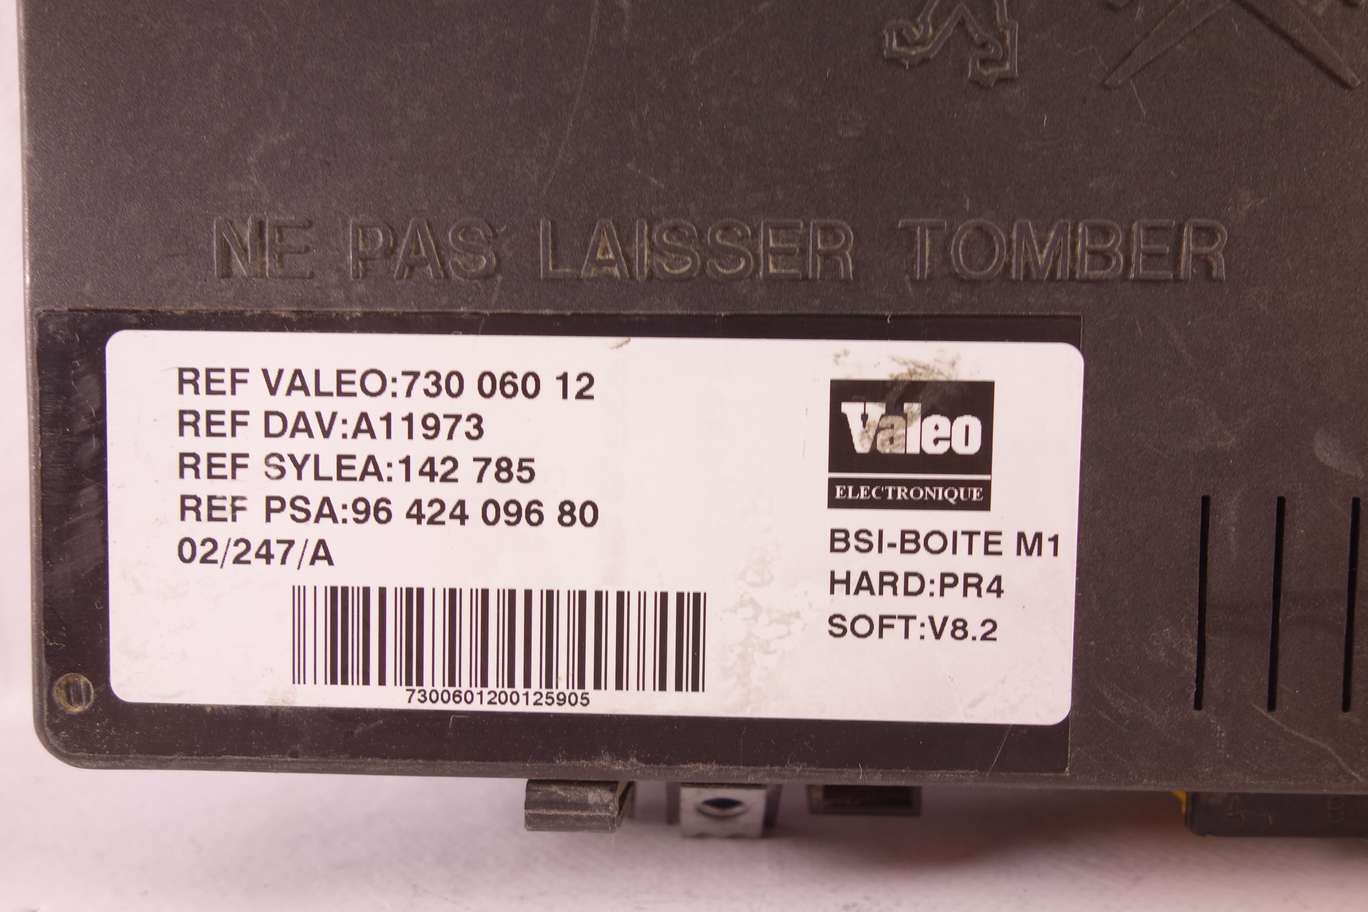 NE PAS LAISSER TOMBER
REF VALEO:730 060 12
REF DAV:A11973
REF SYLEA:142 785
REF PSA:96 424 096 80
02/247/A
7300601200125905
Valeo
ELECTRONIQUE
BSI-BOITE M1
HARD:PR4
SOFT:V8.2